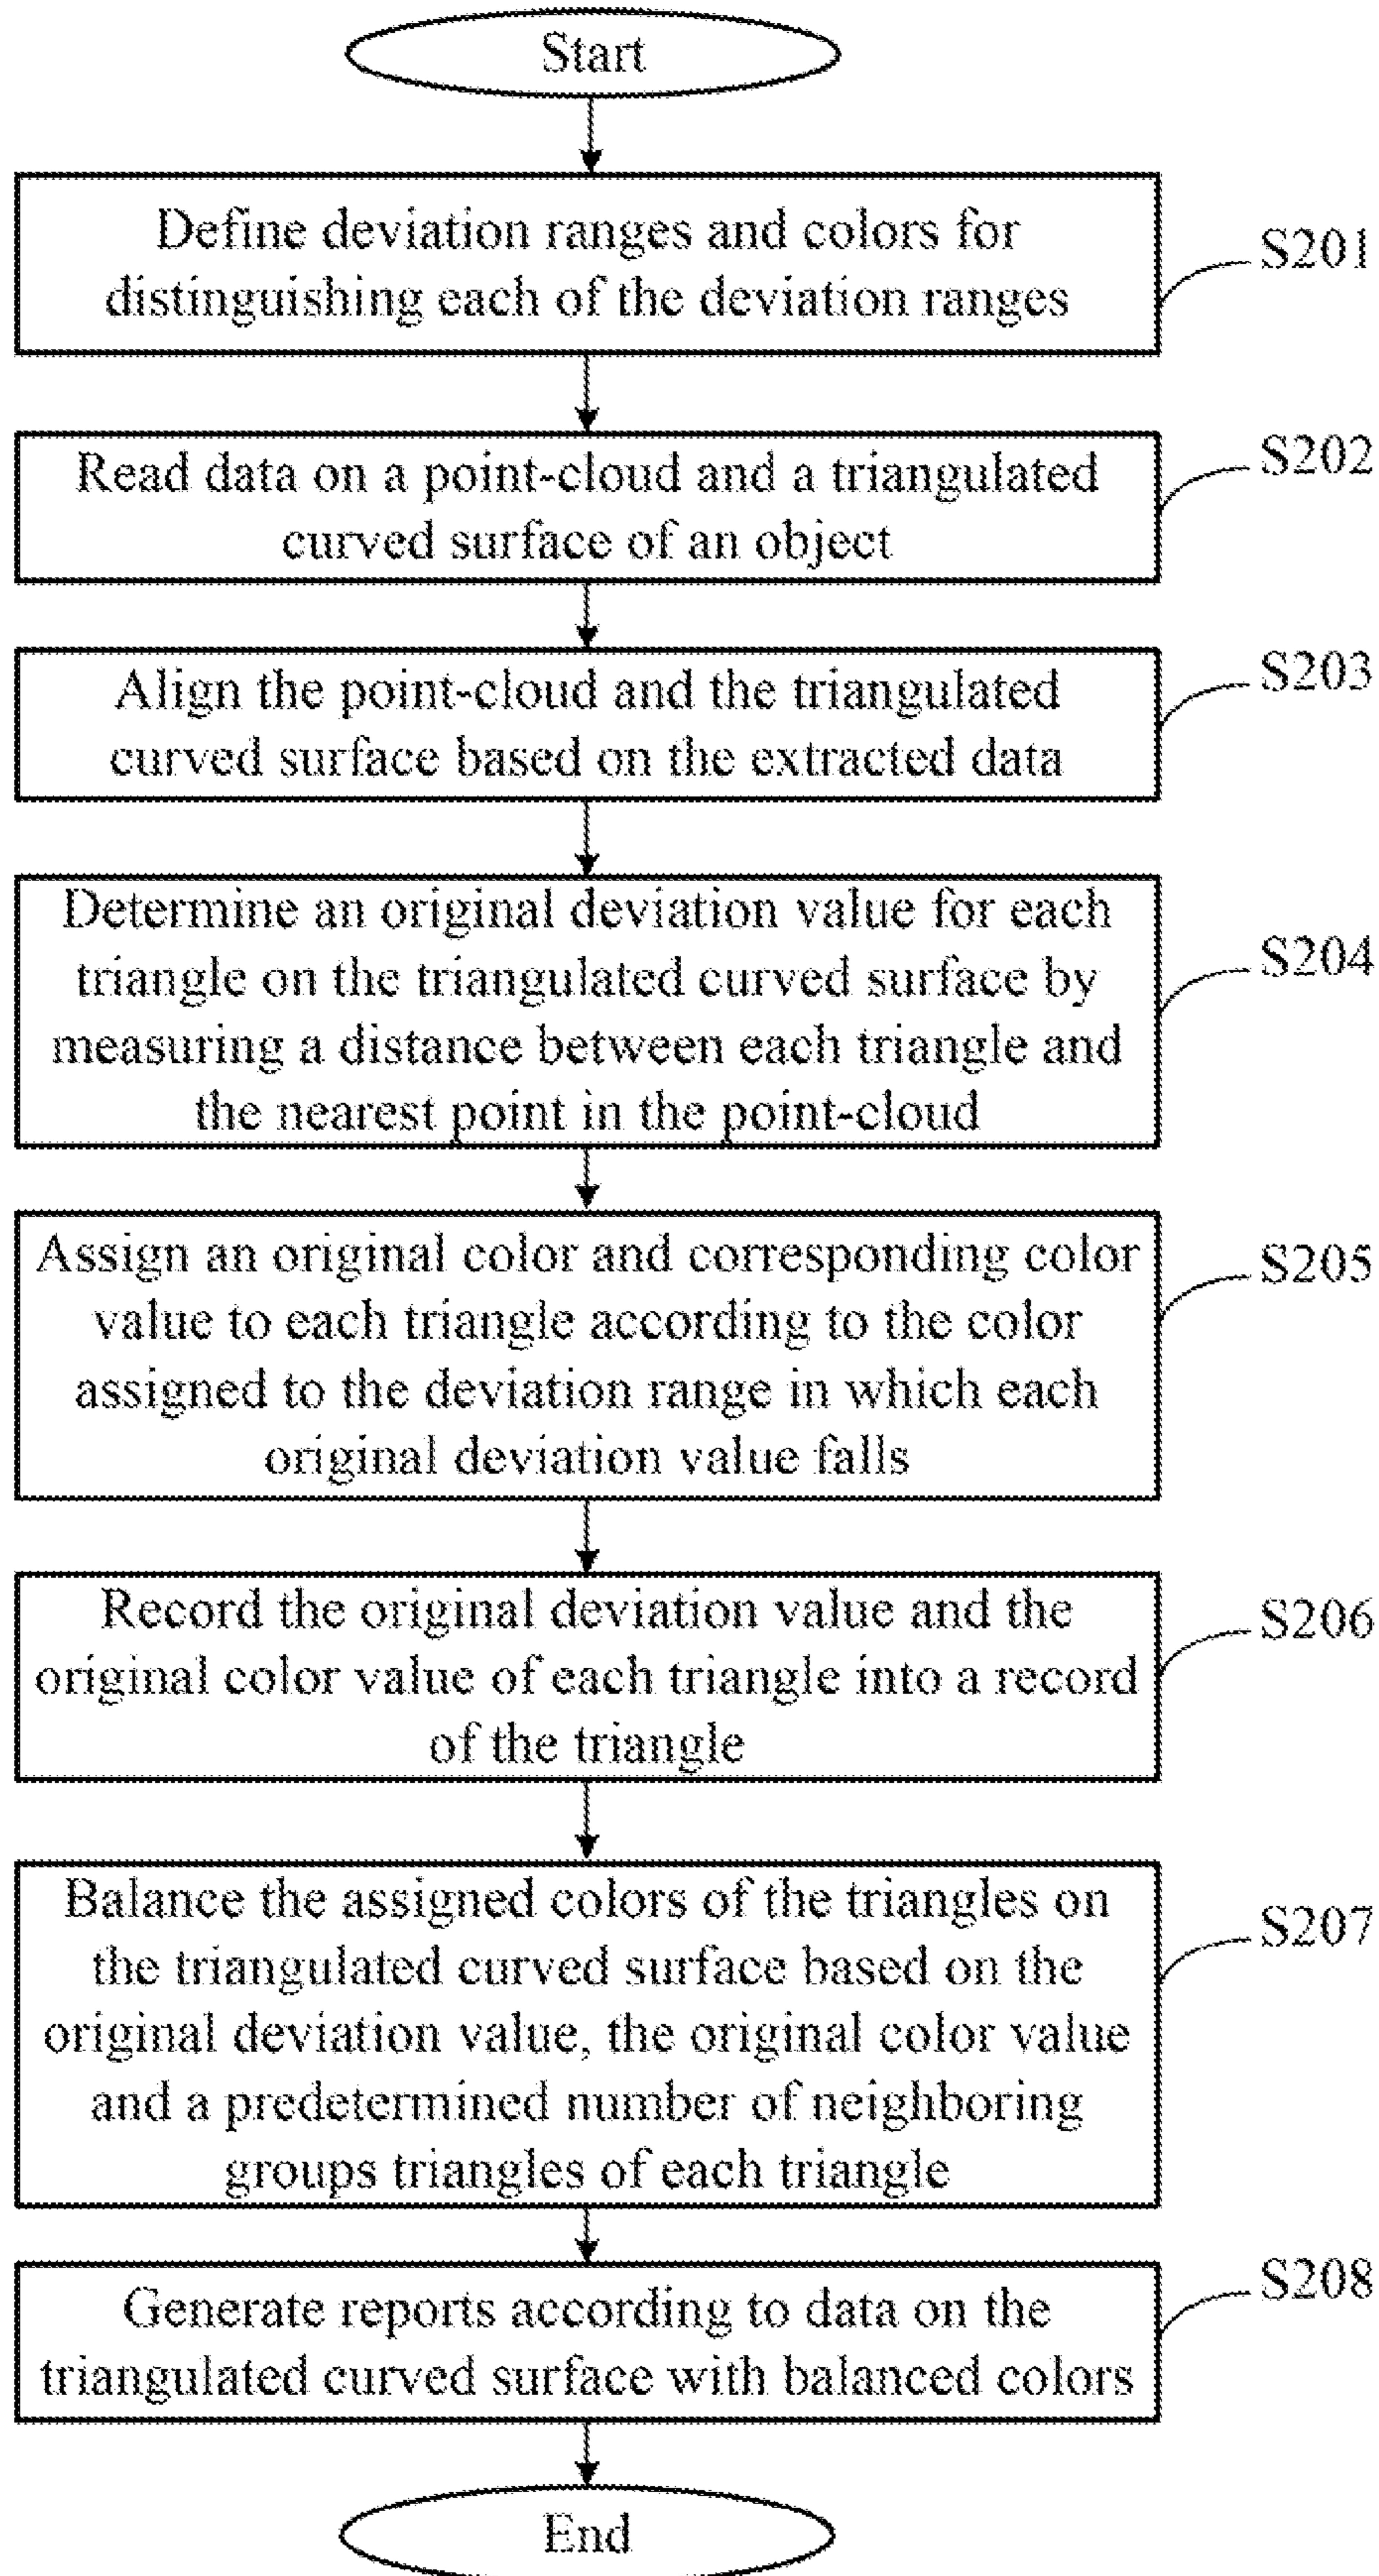 Start
Define deviation ranges and colors for
distinguishing each of the deviation ranges
S201
Read data on a point-cloud and a triangulated
curved surface of an object
S202
Align the point-cloud and the triangulated
curved surface based on the extracted data
S203
Determine an original deviation value for each
triangle on the triangulated curved surface by
measuring a distance between each triangle and
the nearest point in the point-cloud
S204
Assign an original color and corresponding color
value to each triangle according to the color
assigned to the deviation range in which each
original deviation value falls
S205
Record the original deviation value and the
original color value of each triangle into a record
of the triangle
S206
Balance the assigned colors of the triangles on
the triangulated curved surface based on the
original deviation value, the original color value
and a predetermined number of neighboring
groups triangles of each triangle
S207
Generate reports according to data on the
triangulated curved surface with balanced colors
S208
End